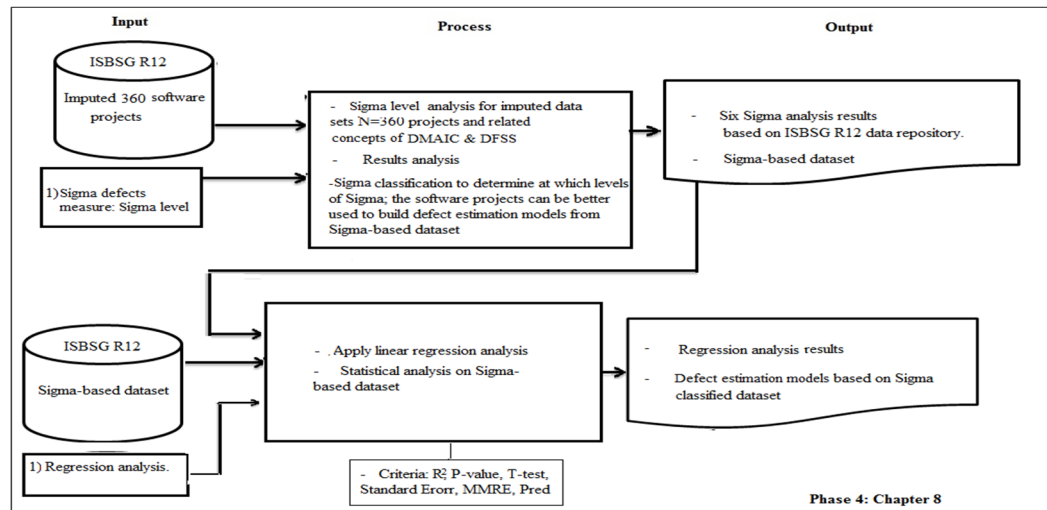 Input
Process
Output
ISBSG R12
Imputed 360 software
projects
1) Sigma defects
measure: Sigma level
- Sigma level analysis for imputed data
sets N=360 projects and related
concepts of DMAIC & DFSS
- Results analysis
-Sigma classification to determine at which levels
of Sigma; the software projects can be better
used to build defect estimation models from
Sigma-based dataset
- Six Sigma analysis results
based on ISBSG R12 data repository.
- Sigma-based dataset
ISBSG R12
Sigma-based dataset
1) Regression analysis.
- Apply linear regression analysis
- Statistical analysis on Sigma-
based dataset
- Criteria: R², P-value, T-test,
Standard Erorr, MMRE, Pred
- Regression analysis results
- Defect estimation models based on Sigma
classified dataset
Phase 4: Chapter 8